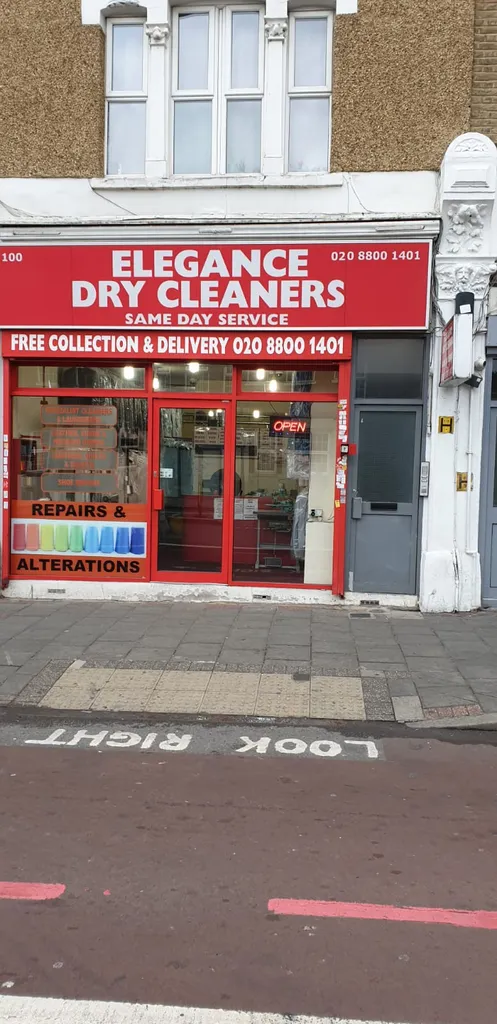 100
ELEGANCE
020 8800 1401
DRY CLEANERS
SAME DAY SERVICE
FREE COLLECTION & DELIVERY 020 8800 1401
OPEN
REPAIRS &
ALTERATIONS
H
H
LOOK RIGHT